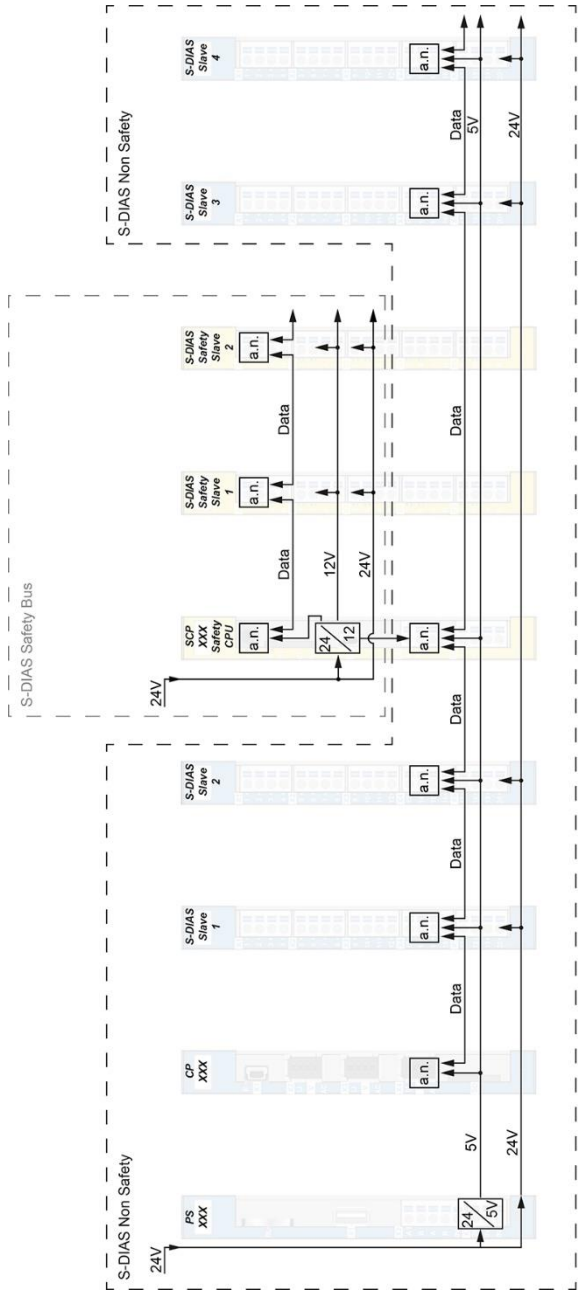 S-DIAS Safety Bus
S-DIAS Non Safety
S-DIAS Non Safety
24V
24V
PS
XXX
CP
XXX
S-DIAS
Slave
1
S-DIAS
Slave
2
SCP
XXX
Safety
CPU
S-DIAS
Safety
Slave
1
S-DIAS
Safety
Slave
2
S-DIAS
Slave
3
S-DIAS
Slave
4
a.n.
a.n.
a.n.
Data
Data
24
12
12V
24V
a.n.
a.n.
a.n.
a.n.
a.n.
a.n.
Data
Data
Data
Data
Data
24
5V
5V
5V
24V
24V